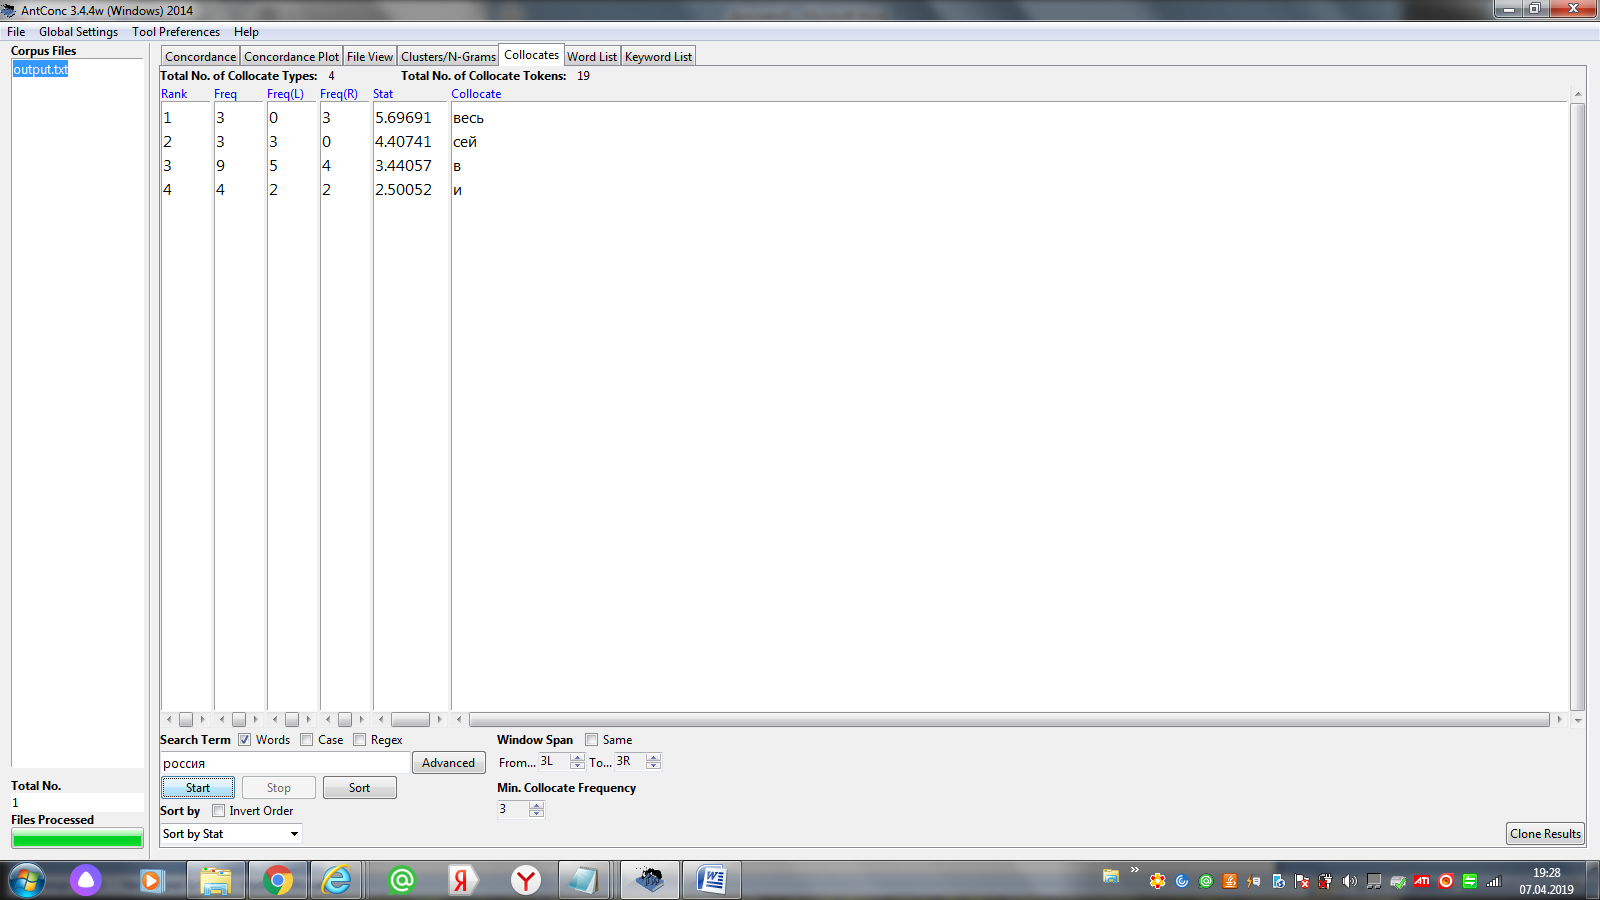 AntConc 3.4.4w (Windows) 2014
File Global Settings Tool Preferences Help
Corpus Files
output.txt
Concordance Concordance Plot File View Clusters/N-Grams Collocates Word List Keyword List
Total No. of Collocate Types: 4 Total No. of Collocate Tokens: 19
Rank Freq Freq(L) Freq(R) Stat Collocate
1 3 0 3 5.69691 весь
2 3 3 0 4.40741 сей
3 9 5 4 3.44057 в
4 4 2 2 2.50052 и
Search Term Words Case Regex Window Span Same
россия Advanced From... 3L To... 3R
Start Stop Sort Min. Collocate Frequency
Sort by Invert Order 3
Sort by Stat Clone Results
Total No.
1
Files Processed
19:28
07.04.2019